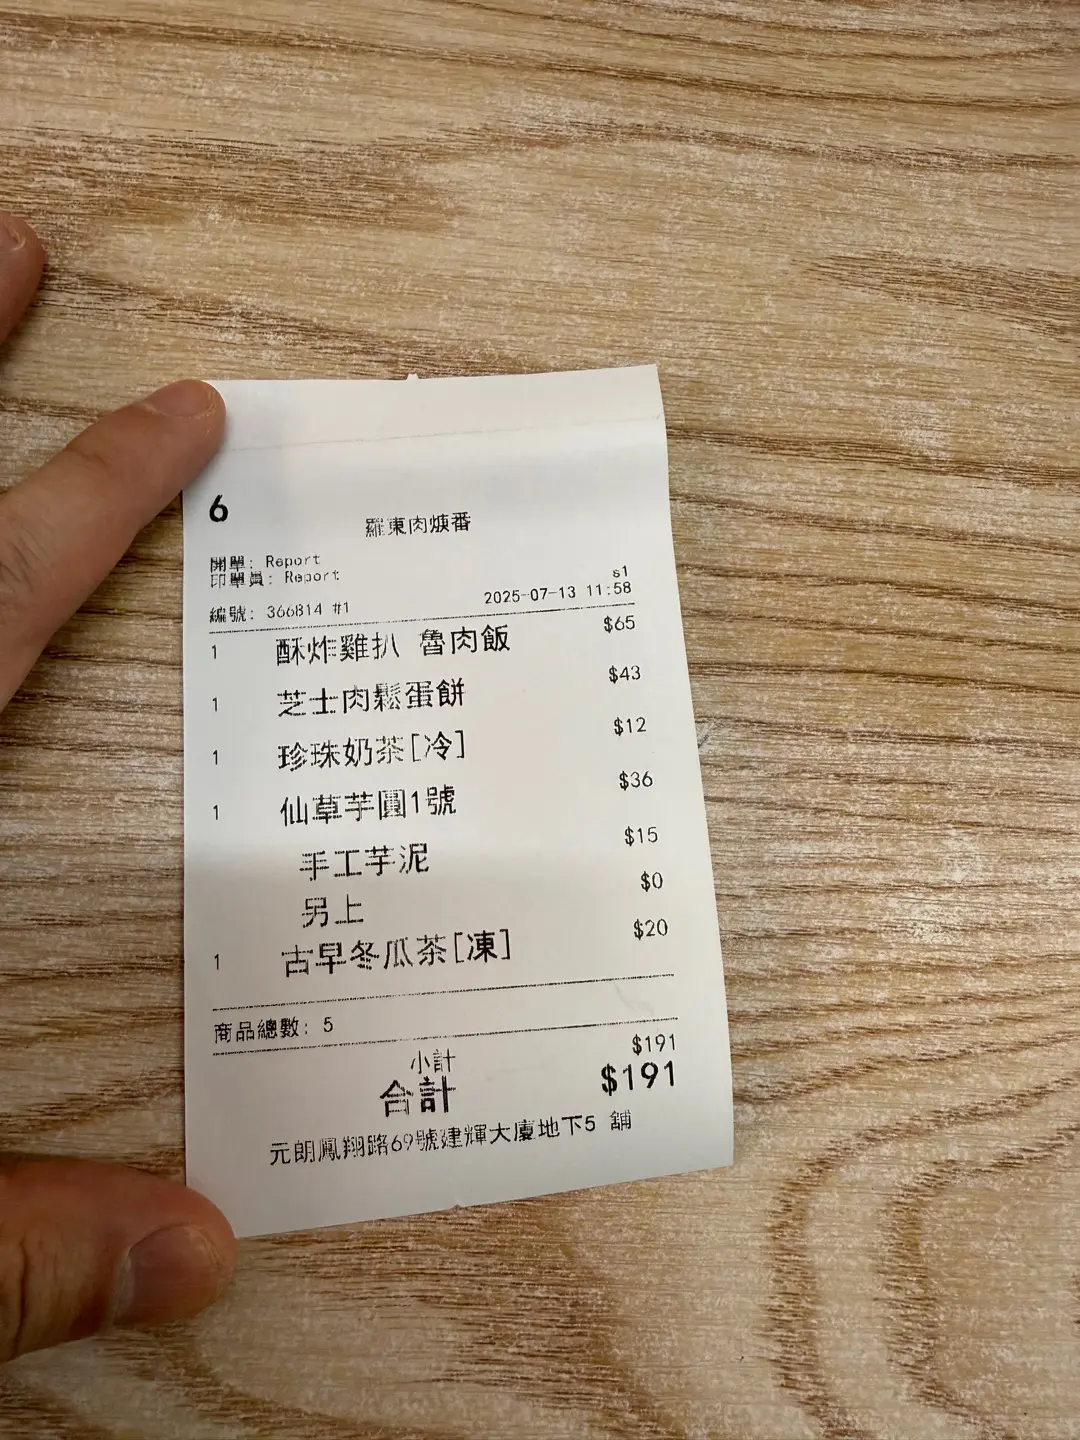 6
羅東肉焿番
開單: Report
印單員: Report
s1
編號: 366814 #1 2025-07-13 11:58
1 酥炸雞扒 魯肉飯 $65
1 芝士肉鬆蛋餅 $43
1 珍珠奶茶[冷] $12
1 仙草芋圓1號 $36
手工芋泥 $15
另上 $0
1 古早冬瓜茶[凍] $20
商品總數: 5
小計 $191
合計 $191
元朗鳳翔路69號建輝大廈地下5 舖